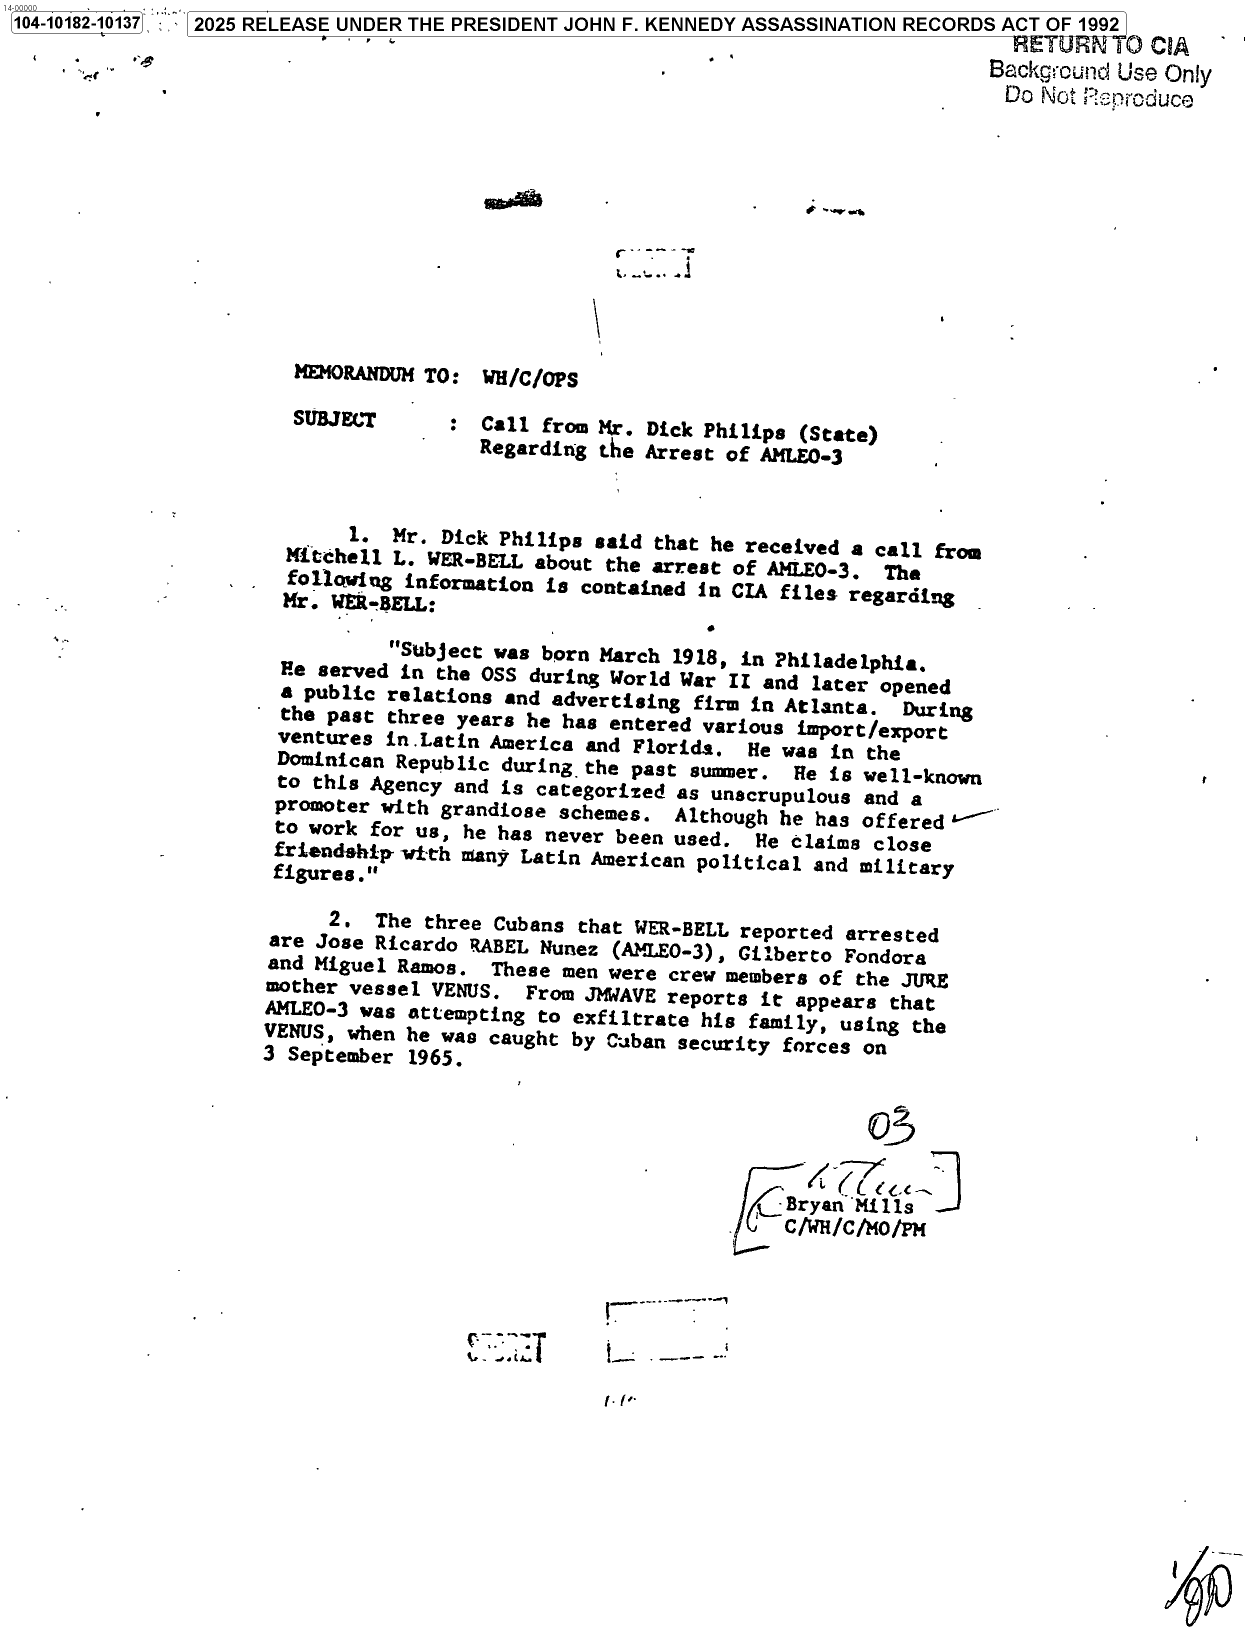 14-00000
104-10182-10137
2025 RELEASE UNDER THE PRESIDENT JOHN F. KENNEDY ASSASSINATION RECORDS ACT OF 1992
RETURN TO CIA
Background Use Only
Do Not Reproduce
MEMORANDUM TO: WH/C/OPS
SUBJECT : Call from Mr. Dick Philips (State)
Regarding the Arrest of AMLEO-3
1. Mr. Dick Philips said that he received a call from
Mitchell L. WER-BELL about the arrest of AMLEO-3. The
following information is contained in CIA files regarding
Mr. WER-BELL:
"Subject was born March 1918, in Philadelphia.
He served in the OSS during World War II and later opened
a public relations and advertising firm in Atlanta. During
the past three years he has entered various import/export
ventures in Latin America and Florida. He was in the
Dominican Republic during the past summer. He is well-known
to this Agency and is categorized as unscrupulous and a
promoter with grandiose schemes. Although he has offered
to work for us, he has never been used. He claims close
friendship with many Latin American political and military
figures."
2. The three Cubans that WER-BELL reported arrested
are Jose Ricardo RABEL Nunez (AMLEO-3), Gilberto Fondora
and Miguel Ramos. These men were crew members of the JURE
mother vessel VENUS. From JMWAVE reports it appears that
AMLEO-3 was attempting to exfiltrate his family, using the
VENUS, when he was caught by Cuban security forces on
3 September 1965.
03
Bryan Mills
C/WH/C/MO/PM
SECRET